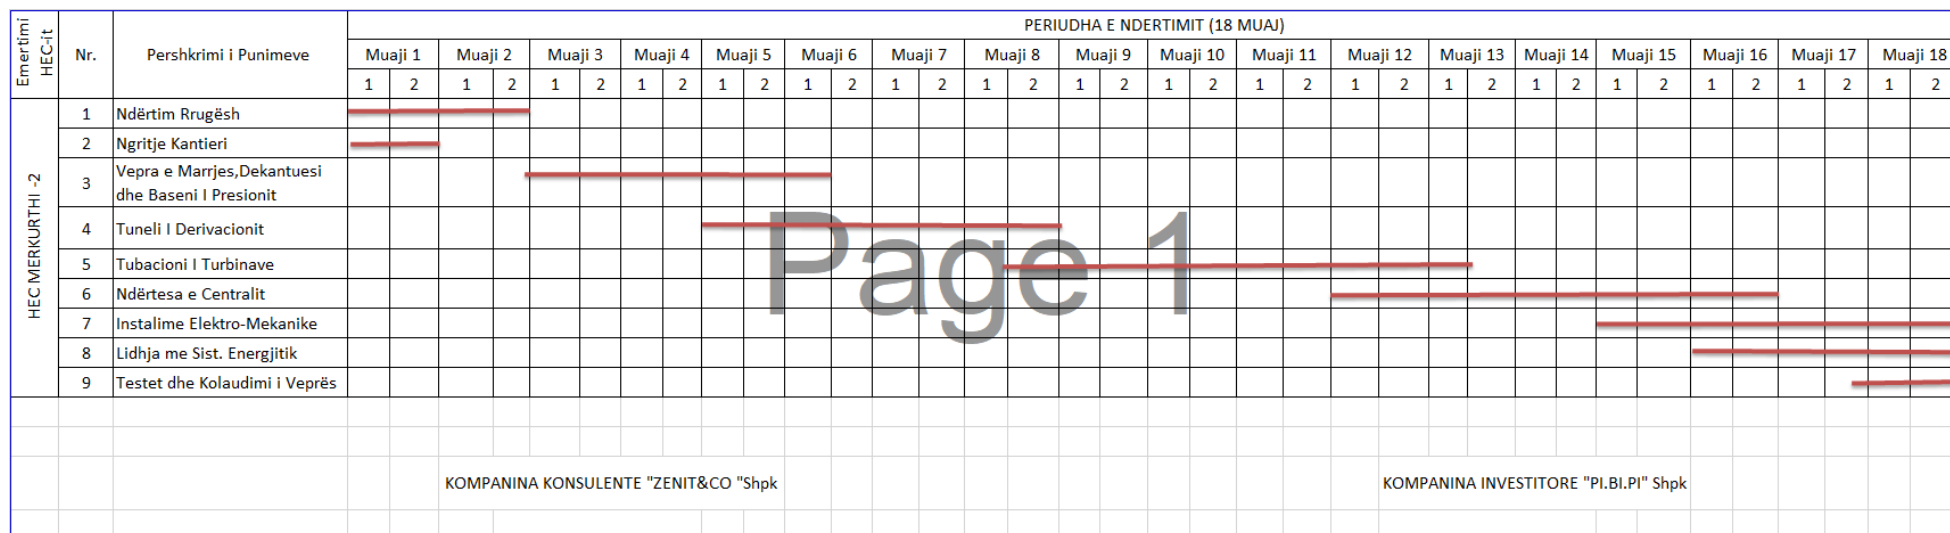 Emertimi
HEC-it
Nr.
Pershkrimi i Punimeve
PERIUDHA E NDERTIMIT (18 MUAJ)
Muaji 1 Muaji 2 Muaji 3 Muaji 4 Muaji 5 Muaji 6 Muaji 7 Muaji 8 Muaji 9 Muaji 10 Muaji 11 Muaji 12 Muaji 13 Muaji 14 Muaji 15 Muaji 16 Muaji 17 Muaji 18
1 2 1 2 1 2 1 2 1 2 1 2 1 2 1 2 1 2 1 2 1 2 1 2 1 2 1 2 1 2 1 2 1 2 1 2
HEC MERKURTHI -2
1 Ndërtim Rrugësh
2 Ngritje Kantieri
3 Vepra e Marrjes,Dekantuesi
dhe Baseni I Presionit
4 Tuneli I Derivacionit
5 Tubacioni I Turbinave
6 Ndërtesa e Centralit
7 Instalime Elektro-Mekanike
8 Lidhja me Sist. Energjitik
9 Testet dhe Kolaudimi i Veprës
Page 1
KOMPANINA KONSULENTE "ZENIT&CO "Shpk
KOMPANINA INVESTITORE "PI.BI.PI" Shpk